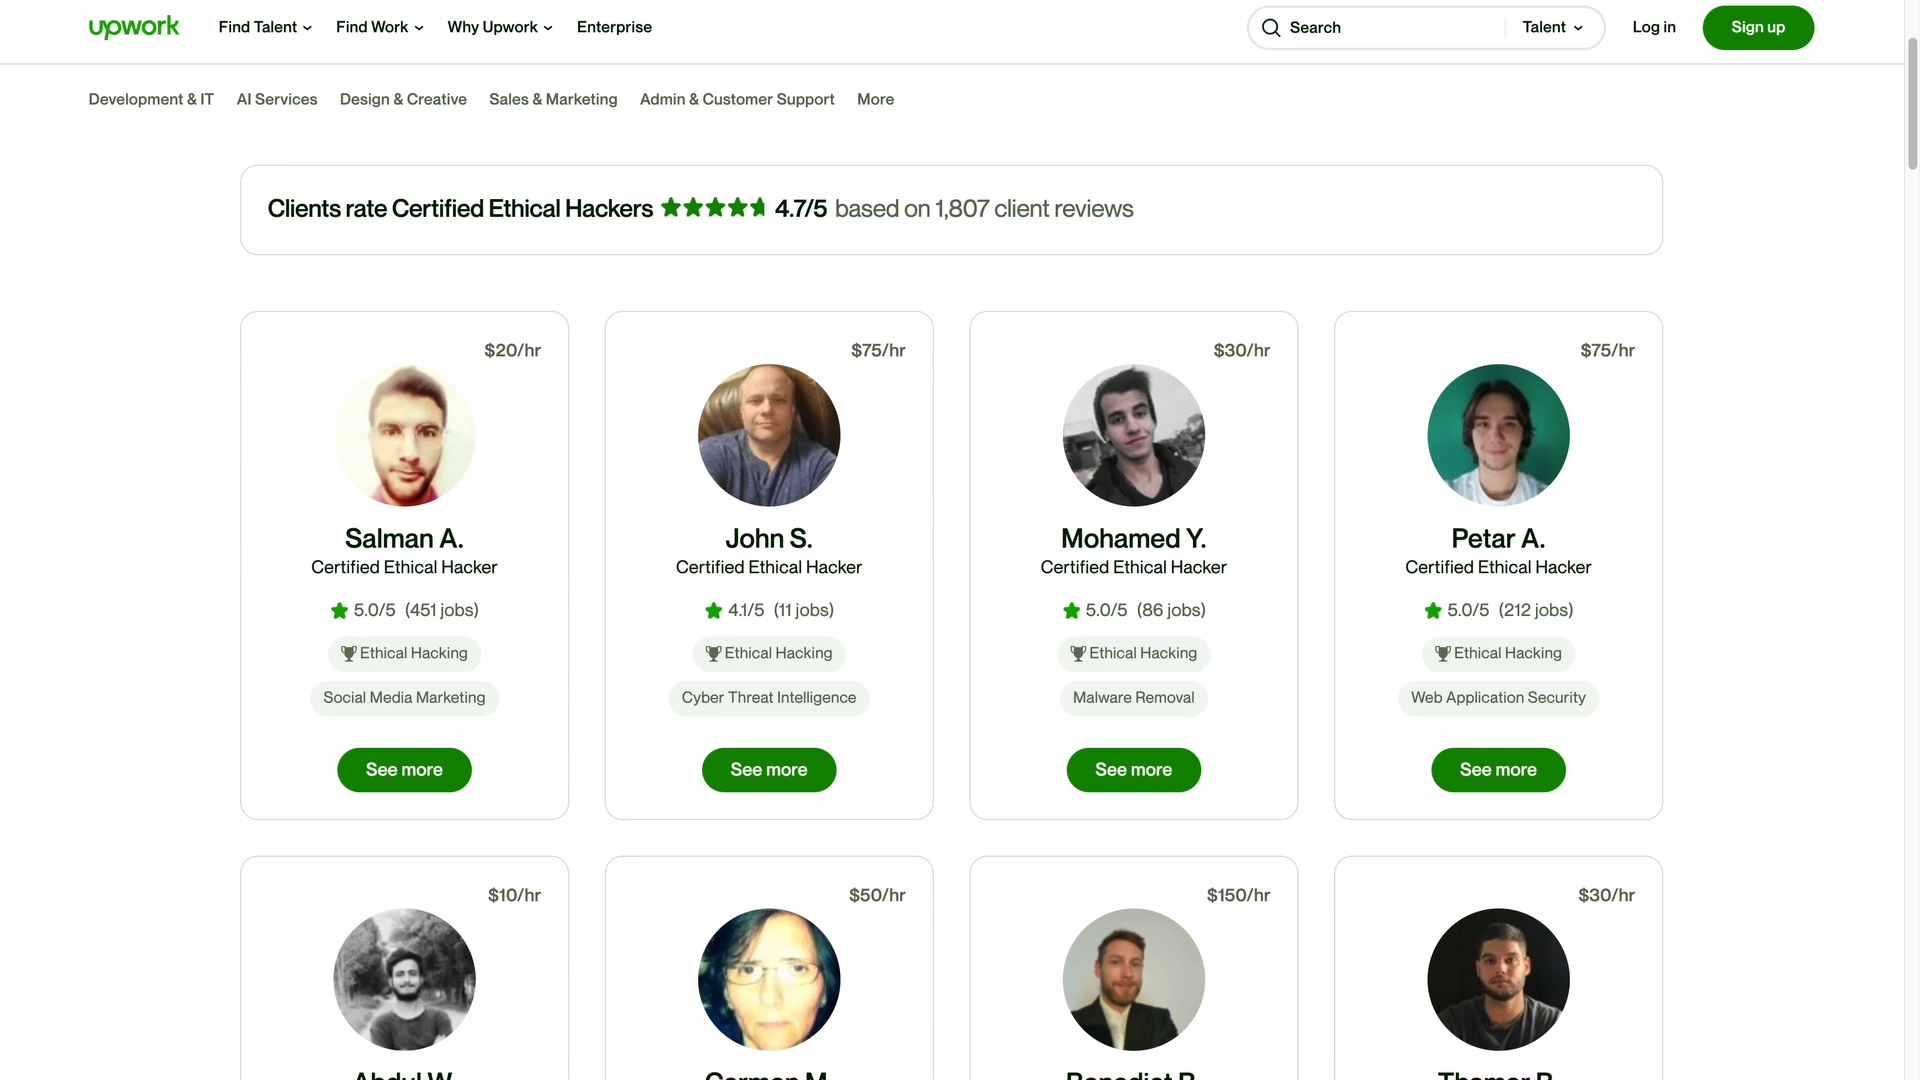 upwork Find Talent Find Work Why Upwork Enterprise Search Talent Log in Sign up
Development & IT AI Services Design & Creative Sales & Marketing Admin & Customer Support More
Clients rate Certified Ethical Hackers 4.7/5 based on 1,807 client reviews
$20/hr
Salman A.
Certified Ethical Hacker
5.0/5 (451 jobs)
Ethical Hacking
Social Media Marketing
See more
$75/hr
John S.
Certified Ethical Hacker
4.1/5 (11 jobs)
Ethical Hacking
Cyber Threat Intelligence
See more
$30/hr
Mohamed Y.
Certified Ethical Hacker
5.0/5 (86 jobs)
Ethical Hacking
Malware Removal
See more
$75/hr
Petar A.
Certified Ethical Hacker
5.0/5 (212 jobs)
Ethical Hacking
Web Application Security
See more
$10/hr
Abdul W.
$50/hr
$150/hr
$30/hr